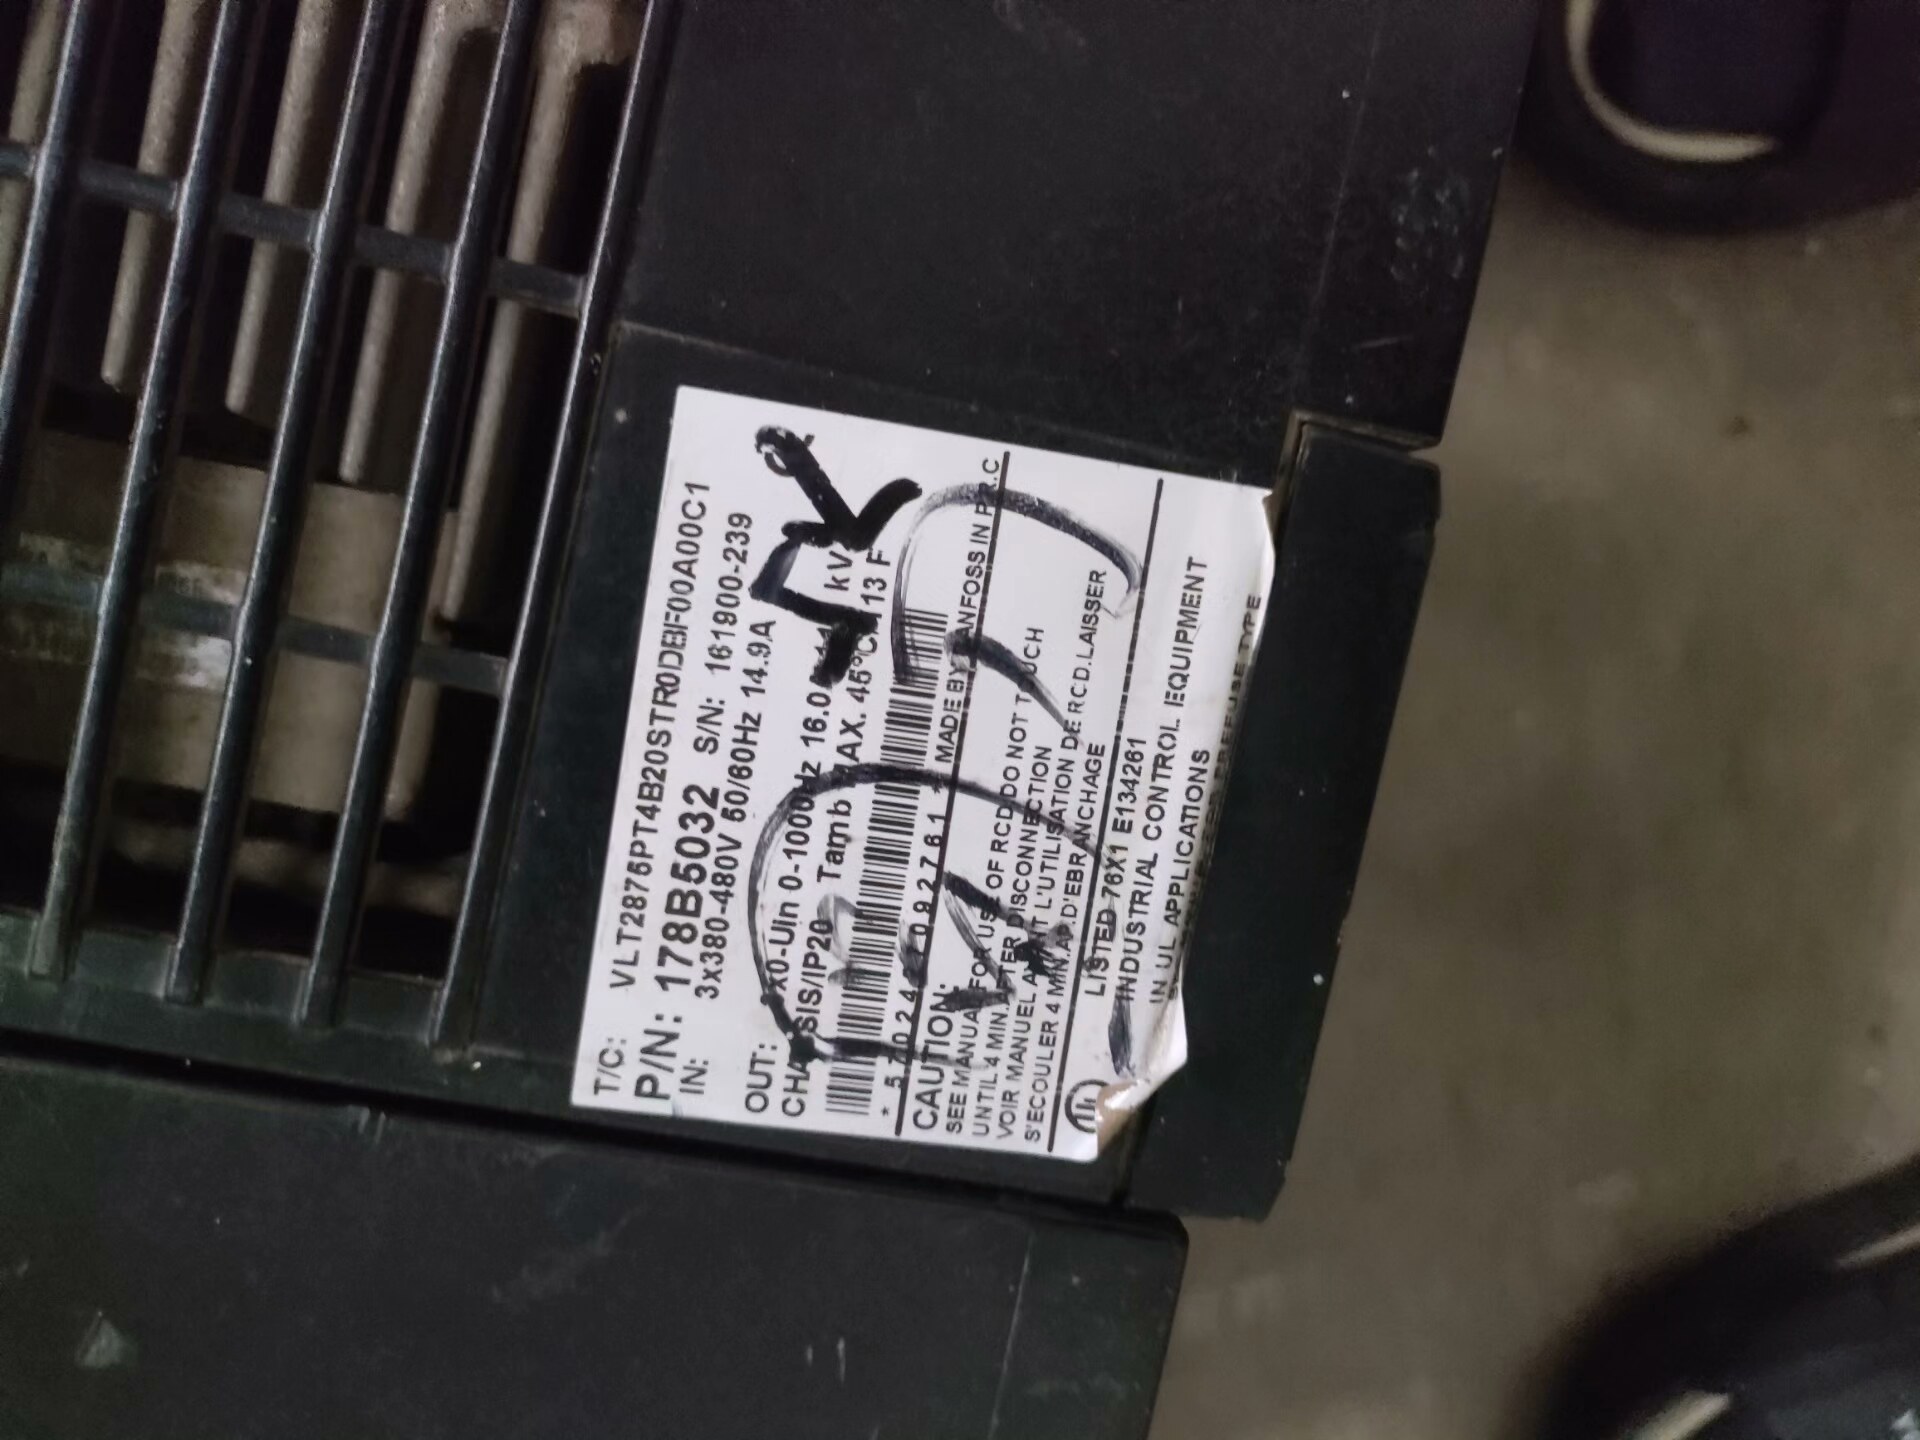 T/C: VLT2875PT4B20STR0DBF00A00C1
P/N: 178B5032 S/N: 161900-239
IN: 3x380-480V 50/60Hz 14.9A
OUT: x0-Uin 0-1000Hz 16.0 kV
CHASSIS/IP20 Tamb MAX. 45°C 113 F
MADE BY DANFOSS IN P.R.C
CAUTION:
SEE MANUAL FOR USE OF RCD. DO NOT TOUCH
UNTIL 4 MIN. AFTER DISCONNECTION
VOIR MANUEL AVANT L'UTILISATION DE R.C.D. LAISSER
S'ECOULER 4 MIN. AP. D'EBRANCHAGE
LISTED 76X1 E134261
INDUSTRIAL CONTROL EQUIPMENT
IN UL APPLICATIONS